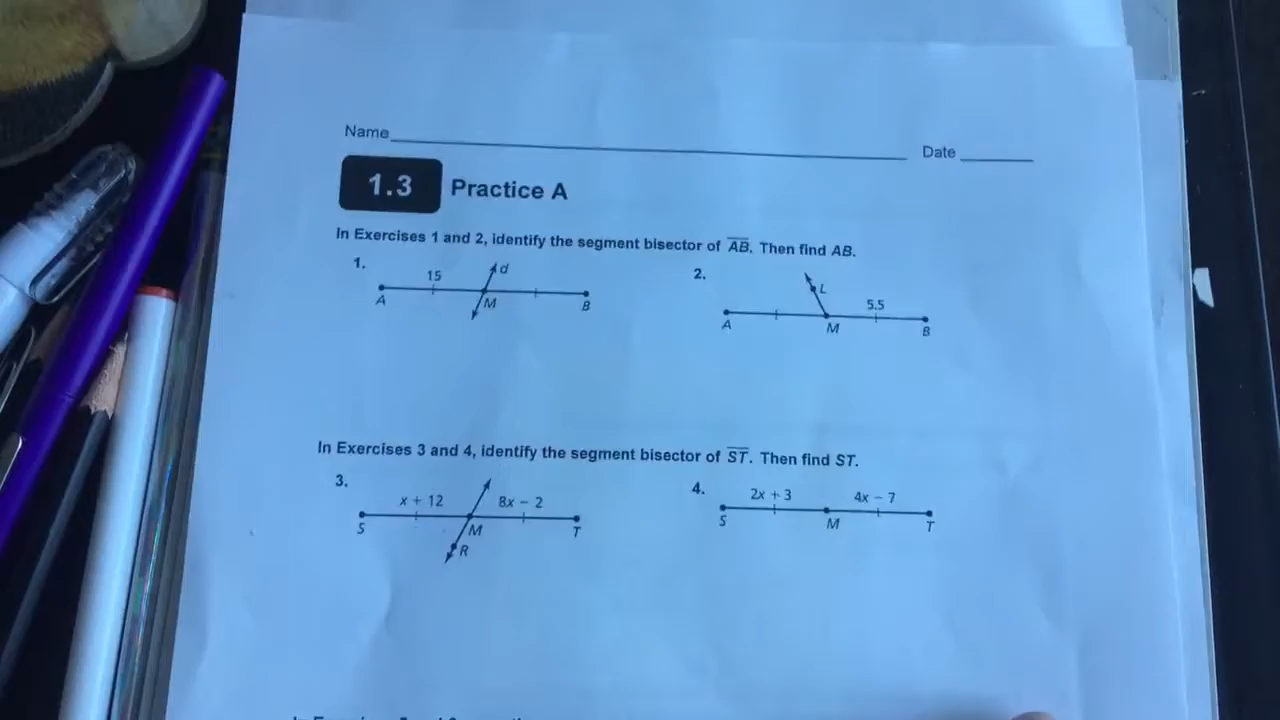 Name
Date
1.3 Practice A
In Exercises 1 and 2, identify the segment bisector of AB. Then find AB.
1.
15
d
A
M
B
2.
L
5.5
A
M
B
In Exercises 3 and 4, identify the segment bisector of ST. Then find ST.
3.
x + 12
8x − 2
S
M
T
R
4.
2x + 3
4x − 7
S
M
T